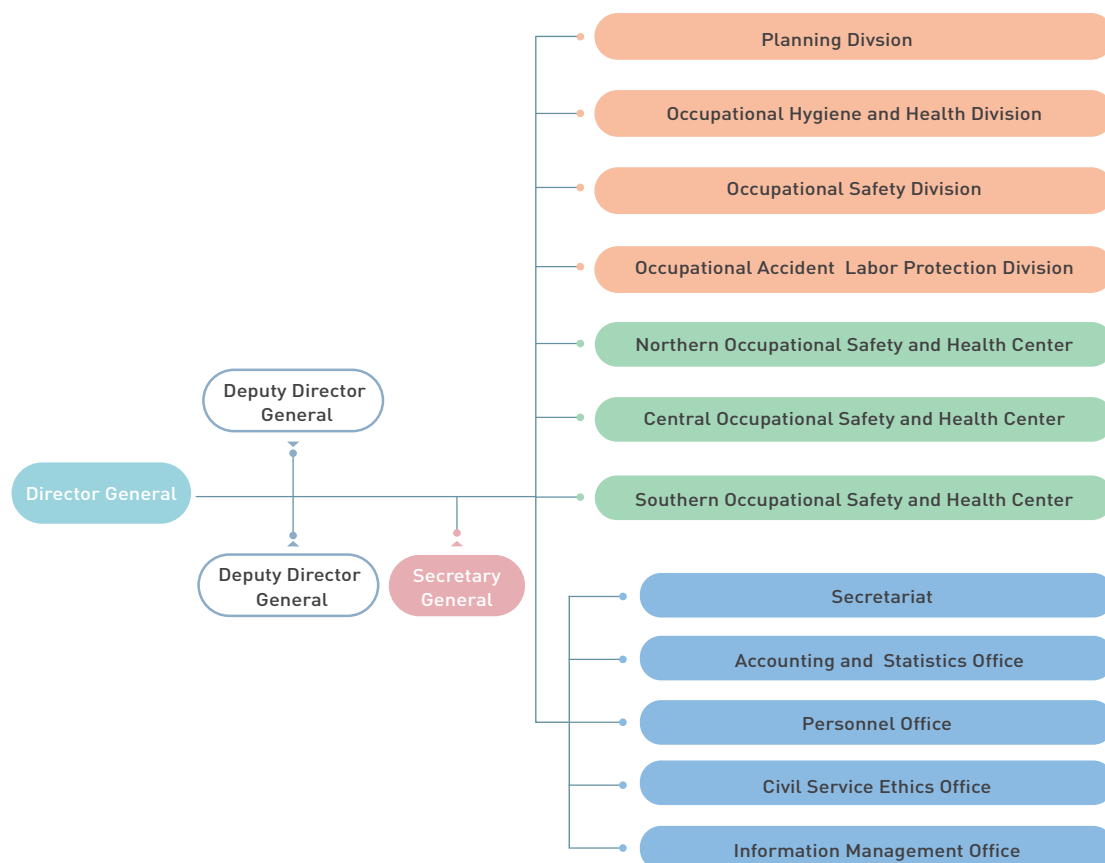 Planning Divsion
Occupational Hygiene and Health Division
Occupational Safety Division
Occupational Accident Labor Protection Division
Northern Occupational Safety and Health Center
Deputy Director
General
Central Occupational Safety and Health Center
Director General
Southern Occupational Safety and Health Center
Deputy Director
General
Secretary
General
Secretariat
Accounting and Statistics Office
Personnel Office
Civil Service Ethics Office
Information Management Office